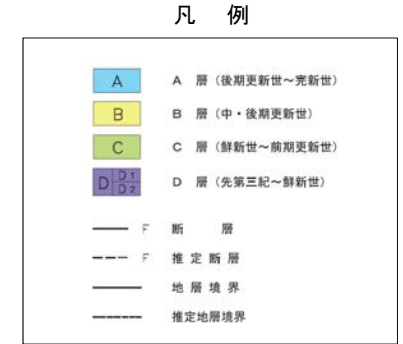 凡 例
A A 層（後期更新世～完新世）
B B 層（中・後期更新世）
C C 層（鮮新世～前期更新世）
D D1 D2 D 層（先第三紀～鮮新世）
F 断 層
F 推 定 断 層
地 層 境 界
推定地層境界